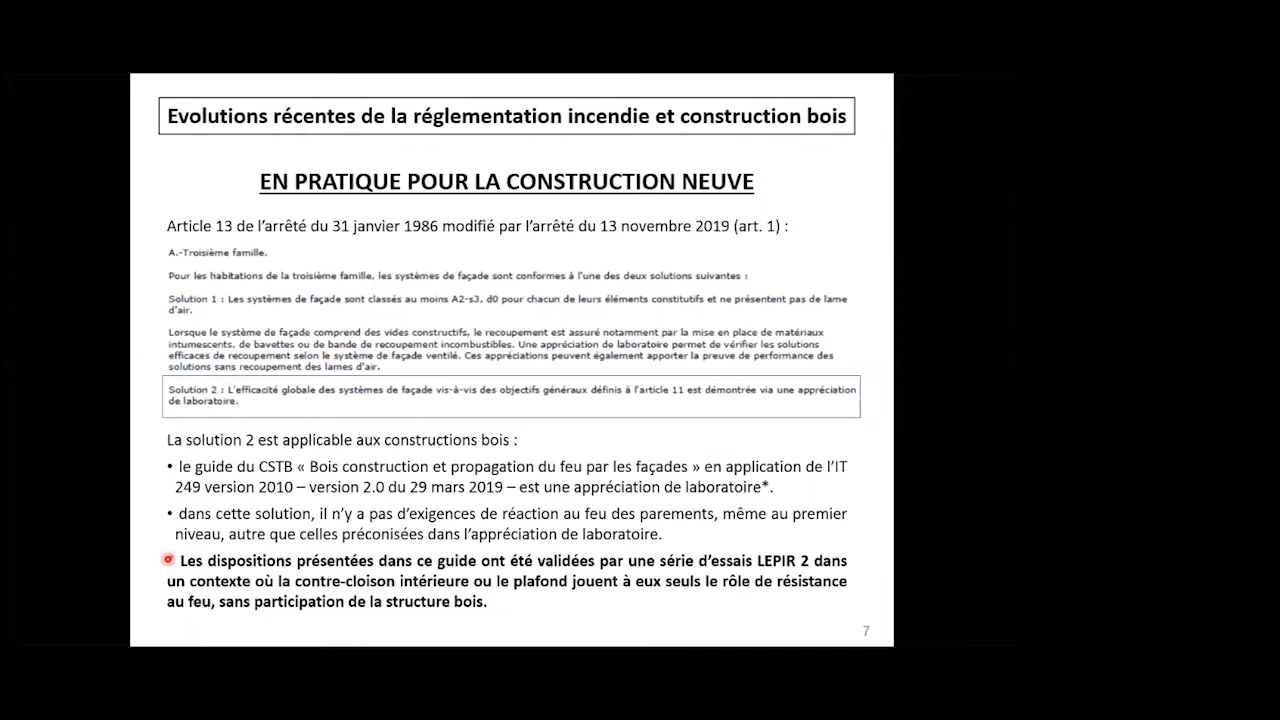 Evolutions récentes de la réglementation incendie et construction bois
EN PRATIQUE POUR LA CONSTRUCTION NEUVE
Article 13 de l’arrêté du 31 janvier 1986 modifié par l’arrêté du 13 novembre 2019 (art. 1) :
A.-Troisième famille.
Pour les habitations de la troisième famille, les systèmes de façade sont conformes à l'une des deux solutions suivantes :
Solution 1 : Les systèmes de façade sont classés au moins A2-s3, d0 pour chacun de leurs éléments constitutifs et ne présentent pas de lame
d'air.
Lorsque le système de façade comprend des vides constructifs, le recoupement est assuré notamment par la mise en place de matériaux
intumescents, de bavettes ou de bande de recoupement incombustibles. Une appréciation de laboratoire permet de vérifier les solutions
efficaces de recoupement selon le système de façade ventilé. Ces appréciations peuvent également apporter la preuve de performance des
solutions sans recoupement des lames d'air.
Solution 2 : L'efficacité globale des systèmes de façade vis-à-vis des objectifs généraux définis à l'article 11 est démontrée via une appréciation
de laboratoire.
La solution 2 est applicable aux constructions bois :
• le guide du CSTB « Bois construction et propagation du feu par les façades » en application de l’IT
249 version 2010 – version 2.0 du 29 mars 2019 – est une appréciation de laboratoire*.
• dans cette solution, il n’y a pas d’exigences de réaction au feu des parements, même au premier
niveau, autre que celles préconisées dans l’appréciation de laboratoire.
• Les dispositions présentées dans ce guide ont été validées par une série d’essais LEPIR 2 dans
un contexte où la contre-cloison intérieure ou le plafond jouent à eux seuls le rôle de résistance
au feu, sans participation de la structure bois.
7